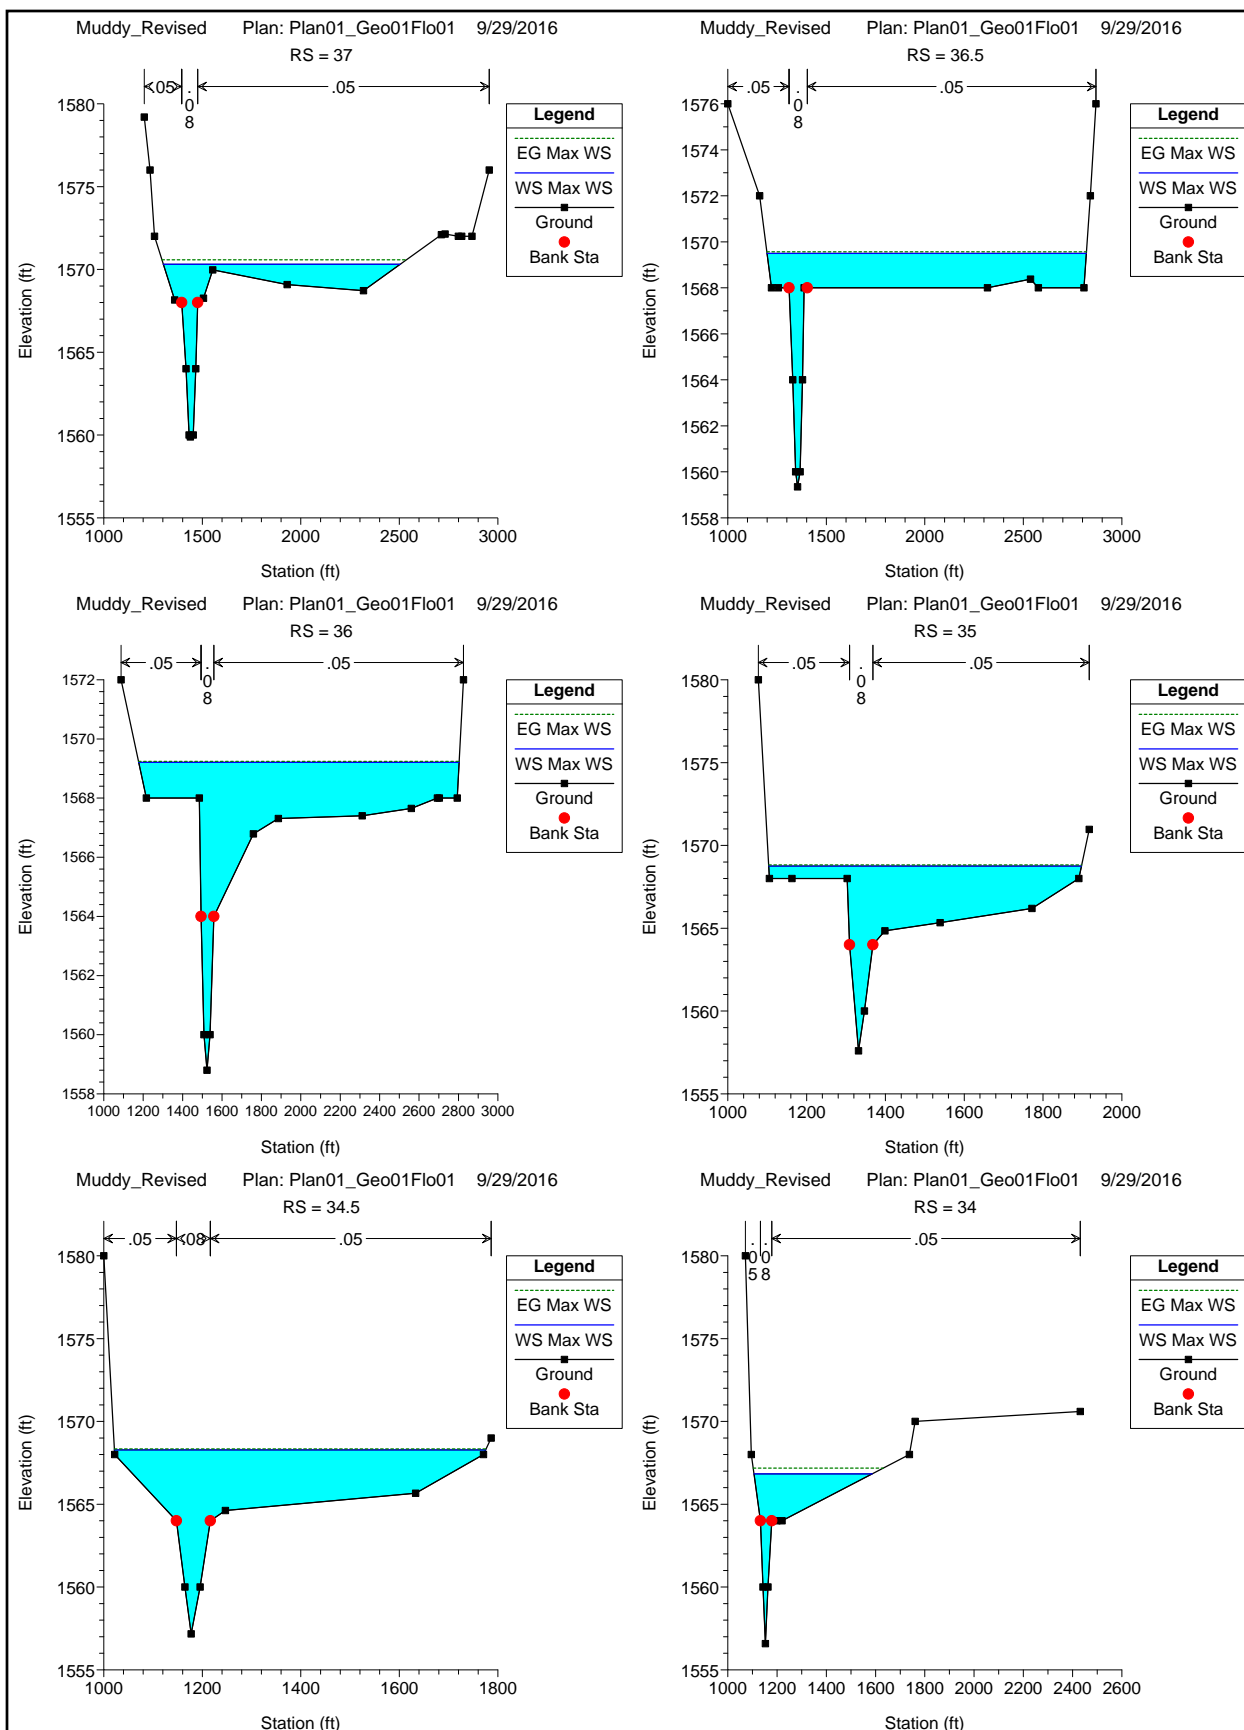 Muddy_Revised Plan: Plan01_Geo01Flo01 9/29/2016
RS = 37
.05 .08 .05
1580
1575
1570
1565
1560
1555
1000 1500 2000 2500 3000
Station (ft)
Elevation (ft)
Legend
EG Max WS
WS Max WS
Ground
Bank Sta
Muddy_Revised Plan: Plan01_Geo01Flo01 9/29/2016
RS = 36.5
.05 .08 .05
1576
1574
1572
1570
1568
1566
1564
1562
1560
1558
1000 1500 2000 2500 3000
Station (ft)
Elevation (ft)
Legend
EG Max WS
WS Max WS
Ground
Bank Sta
Muddy_Revised Plan: Plan01_Geo01Flo01 9/29/2016
RS = 36
.05 .08 .05
1572
1570
1568
1566
1564
1562
1560
1558
1000 1200 1400 1600 1800 2000 2200 2400 2600 2800 3000
Station (ft)
Elevation (ft)
Legend
EG Max WS
WS Max WS
Ground
Bank Sta
Muddy_Revised Plan: Plan01_Geo01Flo01 9/29/2016
RS = 35
.05 .08 .05
1580
1575
1570
1565
1560
1555
1000 1200 1400 1600 1800 2000
Station (ft)
Elevation (ft)
Legend
EG Max WS
WS Max WS
Ground
Bank Sta
Muddy_Revised Plan: Plan01_Geo01Flo01 9/29/2016
RS = 34.5
.05 .08 .05
1580
1575
1570
1565
1560
1555
1000 1200 1400 1600 1800
Station (ft)
Elevation (ft)
Legend
EG Max WS
WS Max WS
Ground
Bank Sta
Muddy_Revised Plan: Plan01_Geo01Flo01 9/29/2016
RS = 34
.05 .08 .05
1580
1575
1570
1565
1560
1555
1000 1200 1400 1600 1800 2000 2200 2400 2600
Station (ft)
Elevation (ft)
Legend
EG Max WS
WS Max WS
Ground
Bank Sta